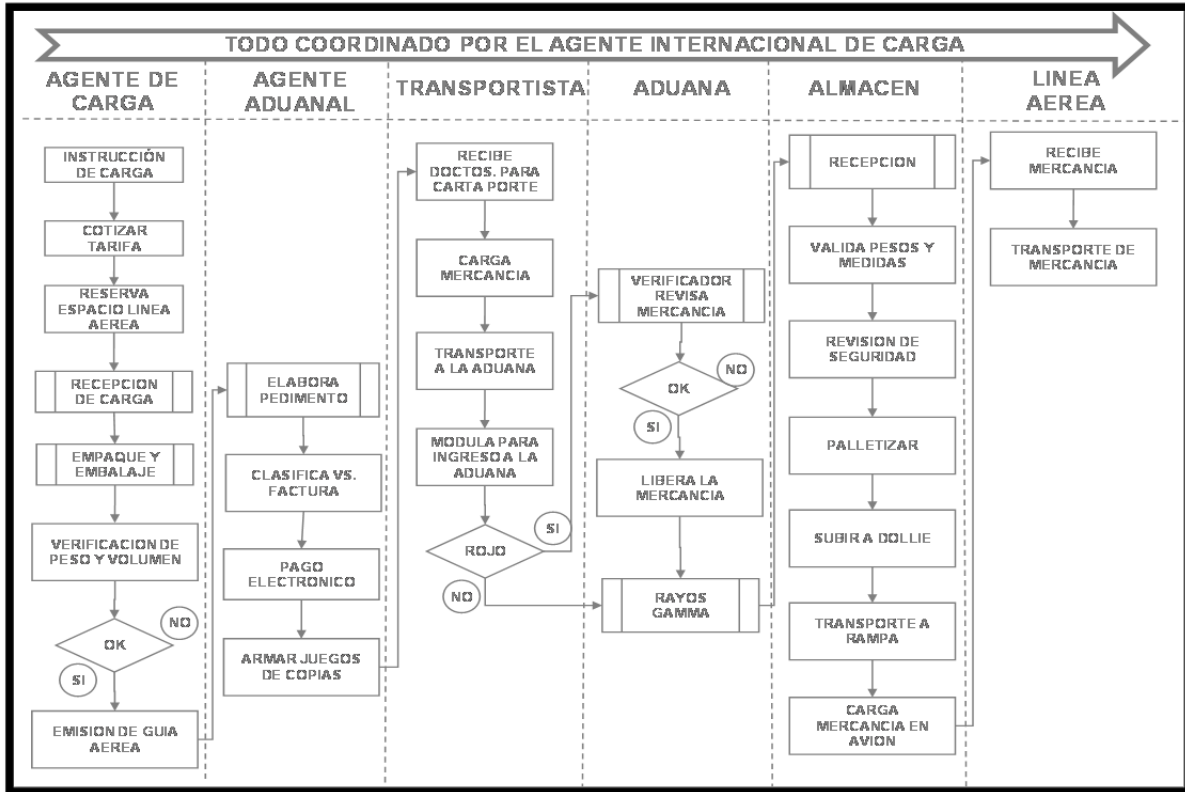 TODO COORDINADO POR EL AGENTE INTERNACIONAL DE CARGA
AGENTE DE
CARGA
INSTRUCCIÓN
DE CARGA
COTIZAR
TARIFA
RESERVA
ESPACIO LINEA
AEREA
RECEPCION
DE CARGA
EMPAQUE Y
EMBALAJE
VERIFICACION DE
PESO Y VOLUMEN
OK
NO
SI
EMISION DE GUIA
AEREA
AGENTE
ADUANAL
ELABORA
PEDIMENTO
CLASIFICA VS.
FACTURA
PAGO
ELECTRONICO
ARMAR JUEGOS
DE COPIAS
TRANSPORTISTA
RECIBE
DOCTOS. PARA
CARTA PORTE
CARGA
MERCANCIA
TRANSPORTE
A LA ADUANA
MODULA PARA
INGRESO A LA
ADUANA
ROJO
SI
NO
ADUANA
VERIFICADOR
REVISA
MERCANCIA
OK
NO
SI
LIBERA LA
MERCANCIA
RAYOS
GAMMA
ALMACEN
RECEPCION
VALIDA PESOS Y
MEDIDAS
REVISION DE
SEGURIDAD
PALLETIZAR
SUBIR A DOLLIE
TRANSPORTE A
RAMPA
CARGA
MERCANCIA EN
AVION
LINEA
AEREA
RECIBE
MERCANCIA
TRANSPORTE DE
MERCANCIA